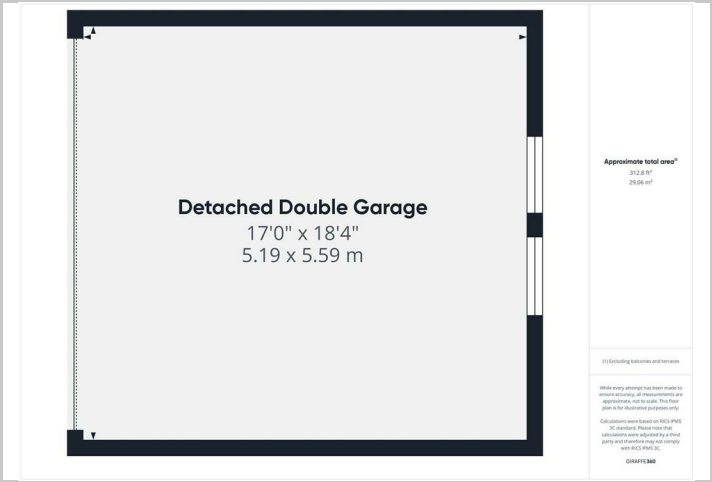 Detached Double Garage
17'0" x 18'4"
5.19 x 5.59 m
Approximate total area⁽¹⁾
312.8 ft²
29.06 m²
(1) Excluding balconies and terraces
While every attempt has been made to
ensure accuracy, all measurements are
approximate, not to scale. This floor
plan is for illustrative purposes only.
Calculations were based on RICS IPMS
3C standard. Please note that
calculations were adjusted by a third
party and therefore may not comply
with RICS IPMS 3C.
GIRAFFE360